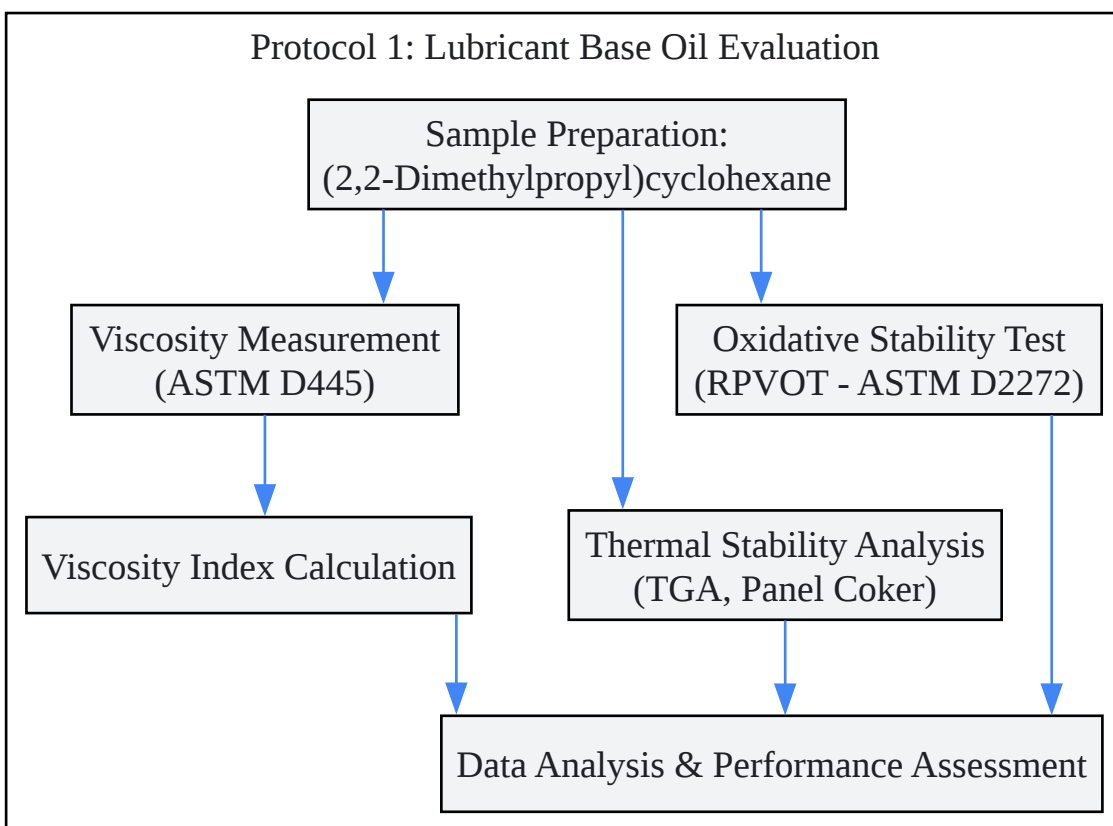 Protocol 1: Lubricant Base Oil Evaluation
Sample Preparation:
(2,2-Dimethylpropyl)cyclohexane
Viscosity Measurement
(ASTM D445)
Oxidative Stability Test
(RPVOT - ASTM D2272)
Viscosity Index Calculation
Thermal Stability Analysis
(TGA, Panel Coker)
Data Analysis & Performance Assessment